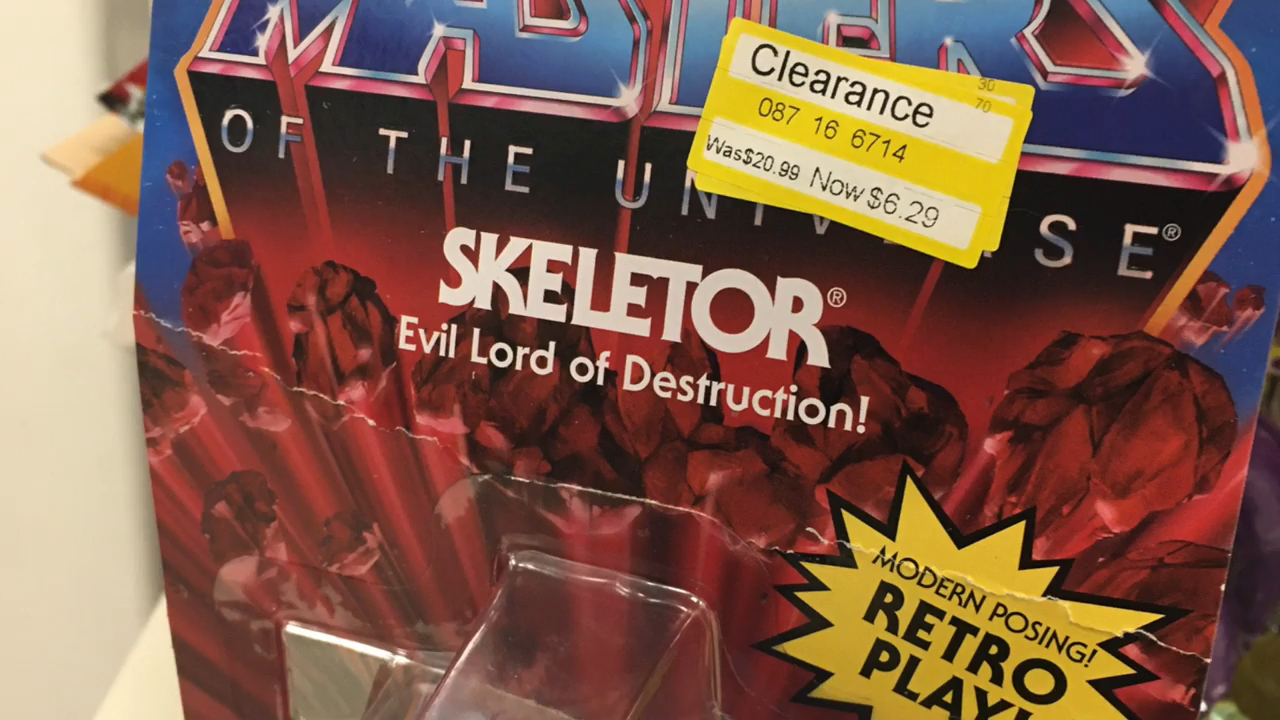 MASTERS
OF THE UNIVERSE®
Clearance
30
70
087 16 6714
Was$20.99 Now $6.29
SKELETOR®
Evil Lord of Destruction!
MODERN POSING!
RETRO
PLAY!